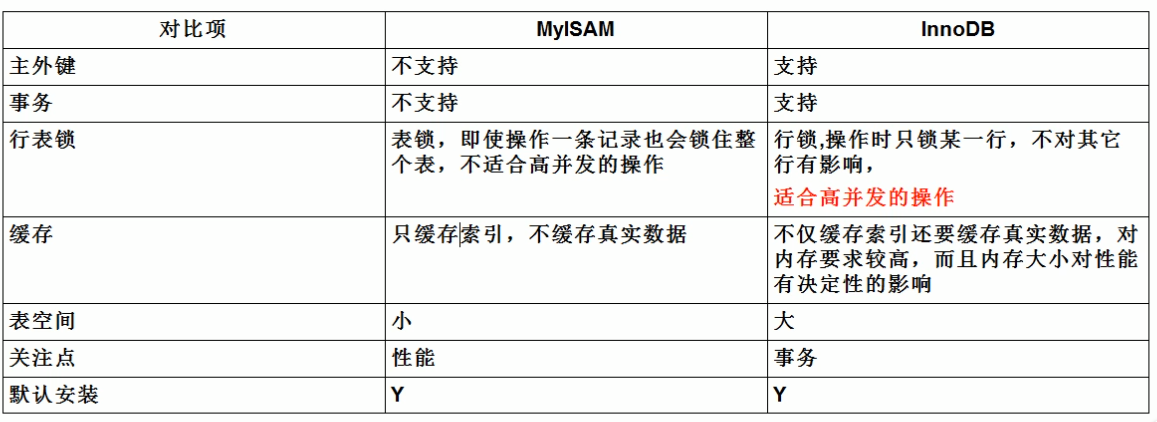 对比项 MyISAM InnoDB
主外键 不支持 支持
事务 不支持 支持
行表锁 表锁，即使操作一条记录也会锁住整 行锁,操作时只锁某一行，不对其它
个表，不适合高并发的操作 行有影响，
适合高并发的操作
缓存 只缓存索引，不缓存真实数据 不仅缓存索引还要缓存真实数据，对
内存要求较高，而且内存大小对性能
有决定性的影响
表空间 小 大
关注点 性能 事务
默认安装 Y Y